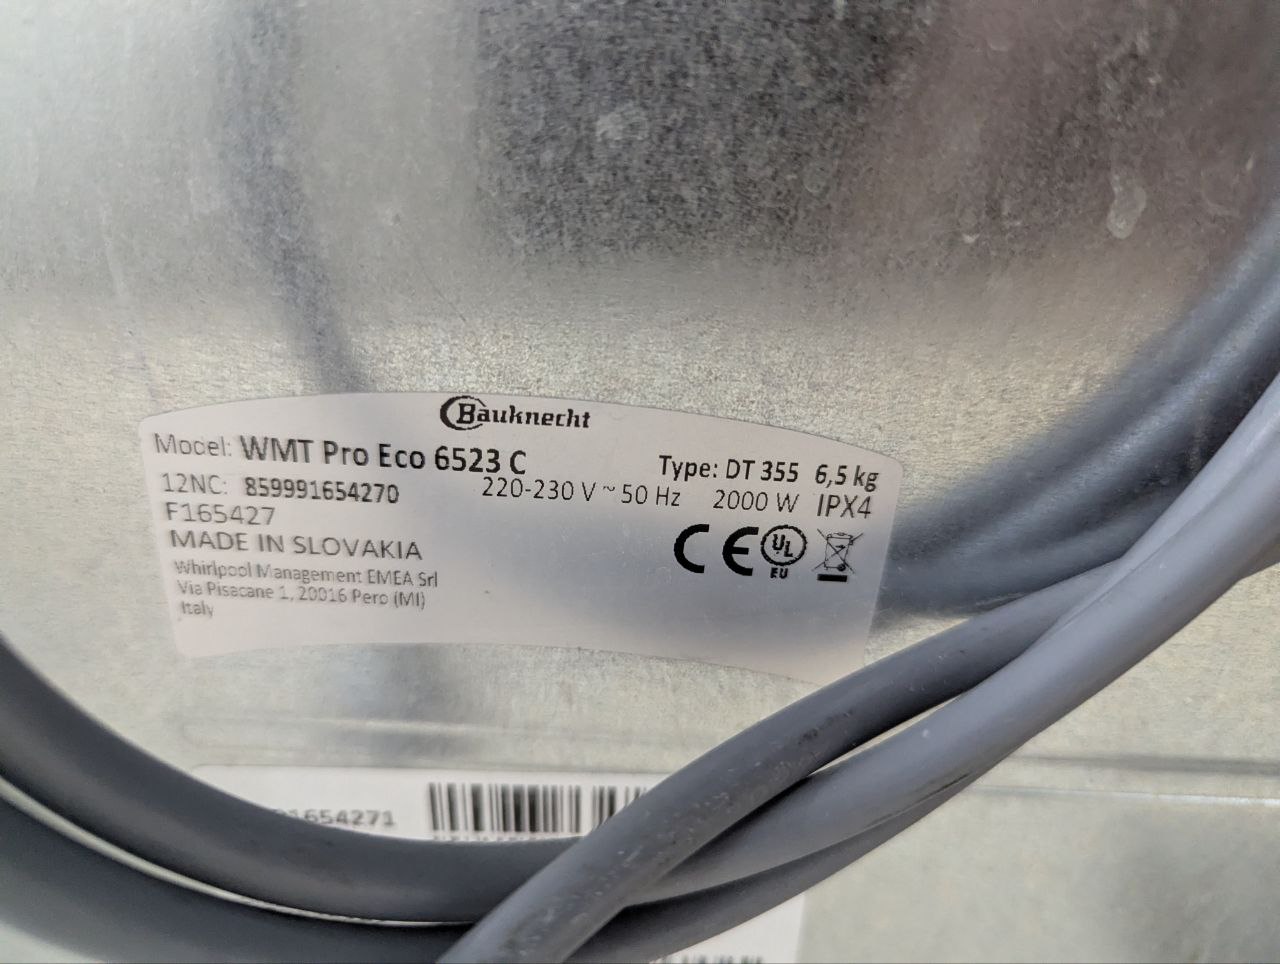 Bauknecht
Model: WMT Pro Eco 6523 C
Type: DT 355 6,5 kg
12NC: 859991654270
220-230 V ~ 50 Hz 2000 W IPX4
F165427
MADE IN SLOVAKIA
Whirlpool Management EMEA Srl
Via Pisacane 1, 20016 Pero (MI)
Italy
CE UL EU
1654271